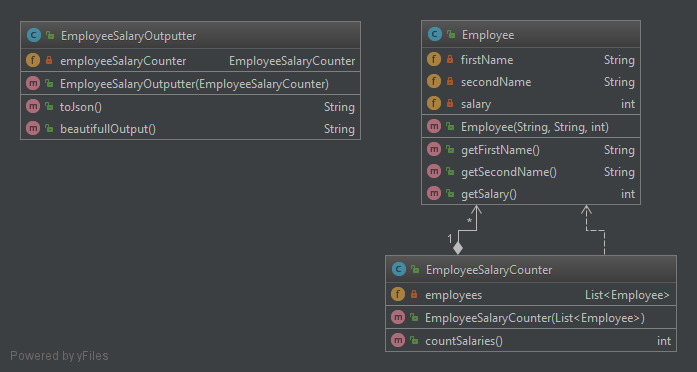 EmployeeSalaryOutputter
employeeSalaryCounter EmployeeSalaryCounter
EmployeeSalaryOutputter(EmployeeSalaryCounter)
toJson() String
beautifullOutput() String
Employee
firstName String
secondName String
salary int
Employee(String, String, int)
getFirstName() String
getSecondName() String
getSalary() int
*
1
EmployeeSalaryCounter
employees List<Employee>
EmployeeSalaryCounter(List<Employee>)
countSalaries() int
Powered by yFiles